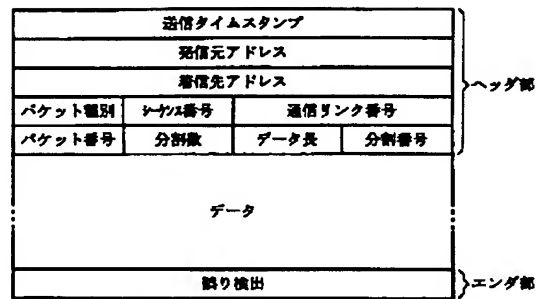 送信タイムスタンプ
発信元アドレス
着信先アドレス
ヘッダ部
パケット種別 シーケンス番号 通信リンク番号
パケット番号 分割数 データ長 分割番号
データ
誤り検出 エンダ部